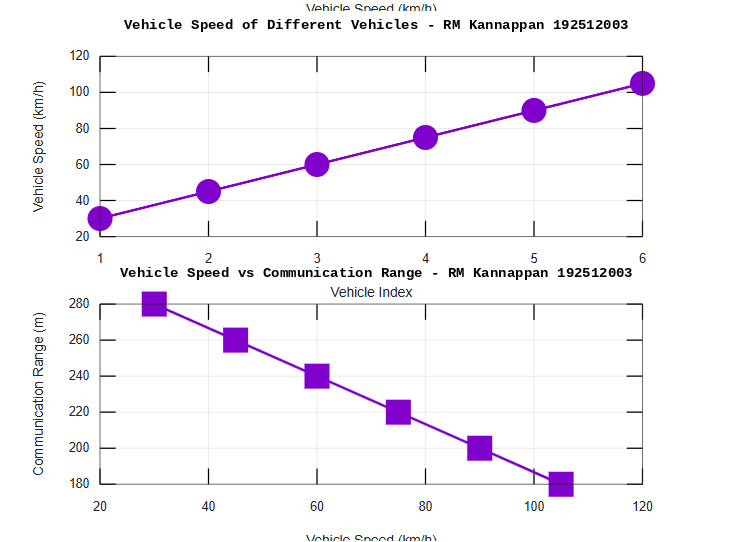 Vehicle Speed (km/h)
Vehicle Speed of Different Vehicles - RM Kannappan 192512003
120
100
80
60
40
20
Vehicle Speed (km/h)
1 2 3 4 5 6
Vehicle Speed vs Communication Range - RM Kannappan 192512003
Vehicle Index
280
260
240
220
200
180
Communication Range (m)
20 40 60 80 100 120
Vehicle Speed (km/h)